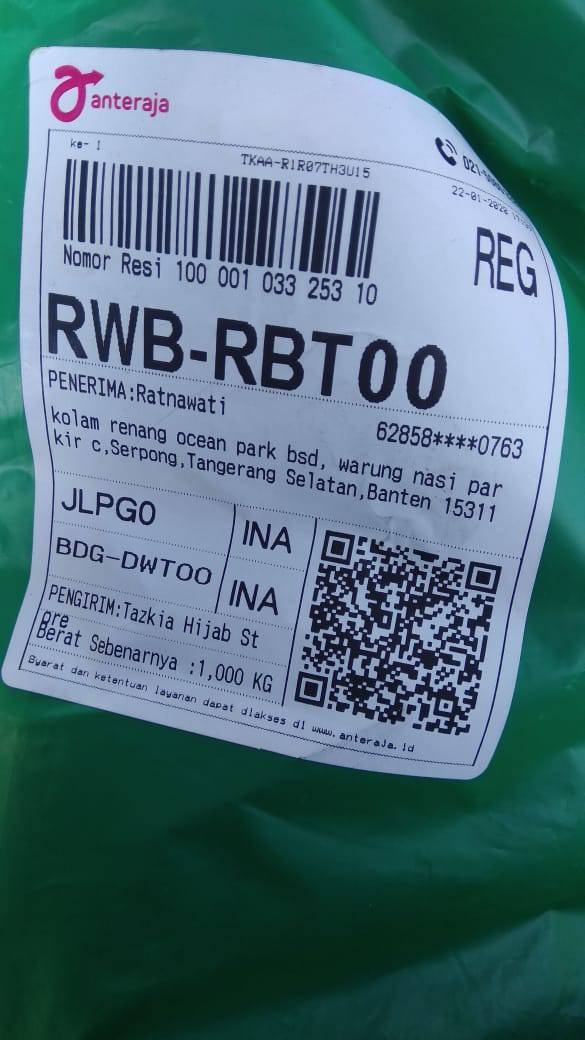 anteraja
ke- 1
TKAA-R1R07TH3U15
021-
22-01-2020
REG
Nomor Resi 100 001 033 253 10
RWB-RBT00
PENERIMA:Ratnawati
62858****0763
kolam renang ocean park bsd, warung nasi par
kir c,Serpong,Tangerang Selatan,Banten 15311
JLPG0
INA
BDG-DWT00
INA
PENGIRIM:Tazkia Hijab St
ore
Berat Sebenarnya :1,000 KG
Syarat dan ketentuan layanan dapat diakses di www.anteraja.id